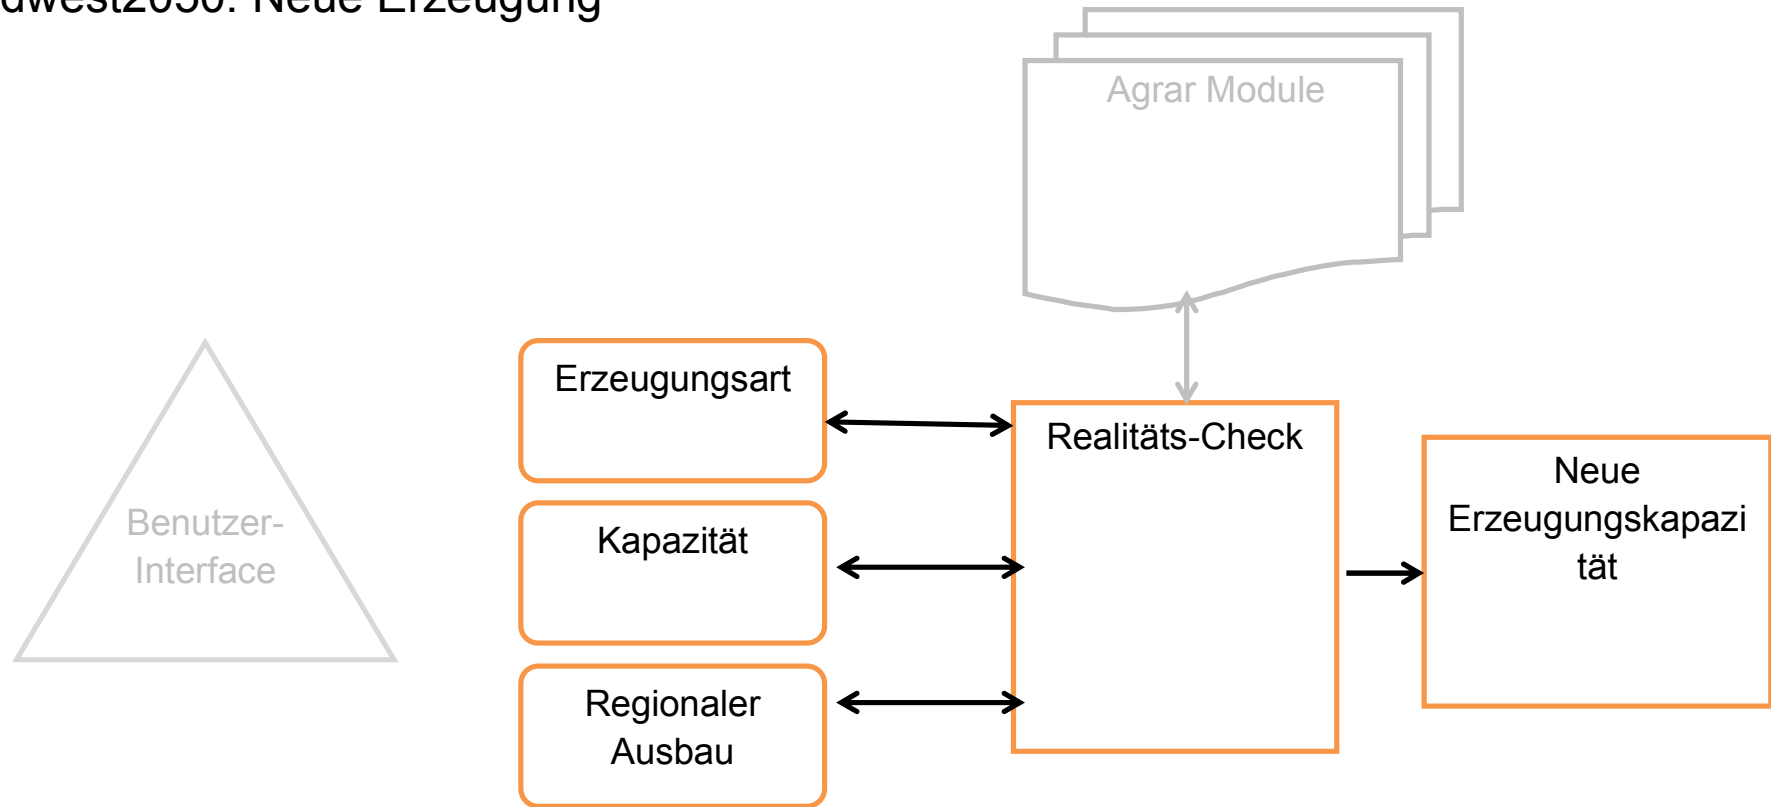 dwest2050: Neue Erzeugung
Agrar Module
Erzeugungsart
Realitäts-Check
Neue
Erzeugungskapazi
tät
Benutzer-
Interface
Kapazität
Regionaler
Ausbau